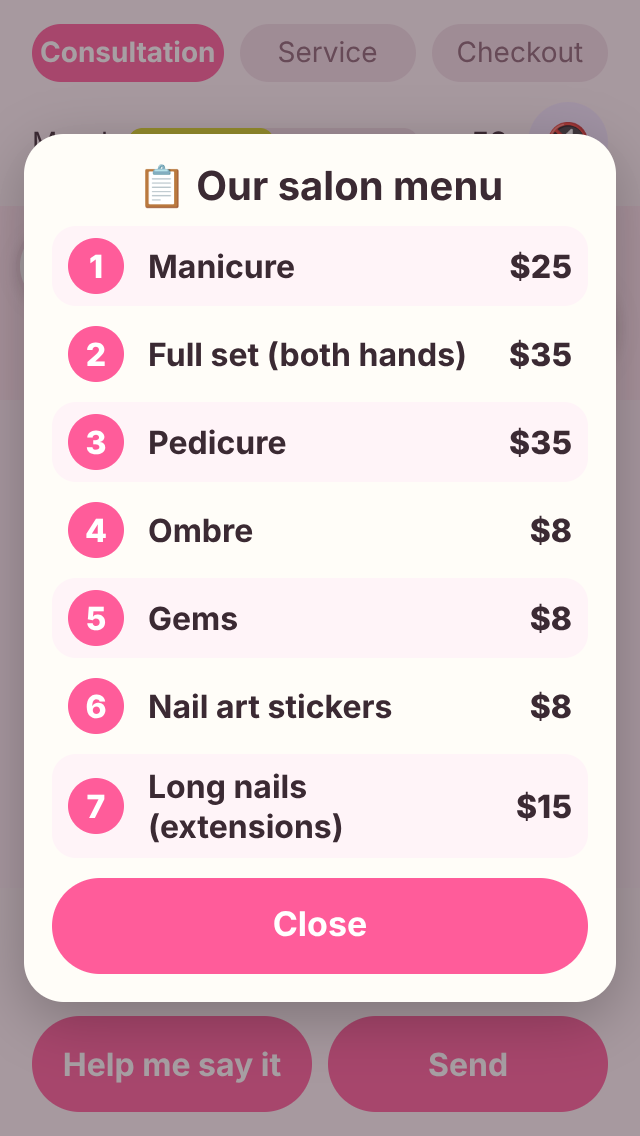 Consultation
Service
Checkout
Our salon menu
1 Manicure $25
2 Full set (both hands) $35
3 Pedicure $35
4 Ombre $8
5 Gems $8
6 Nail art stickers $8
7 Long nails
(extensions) $15
Close
Help me say it
Send